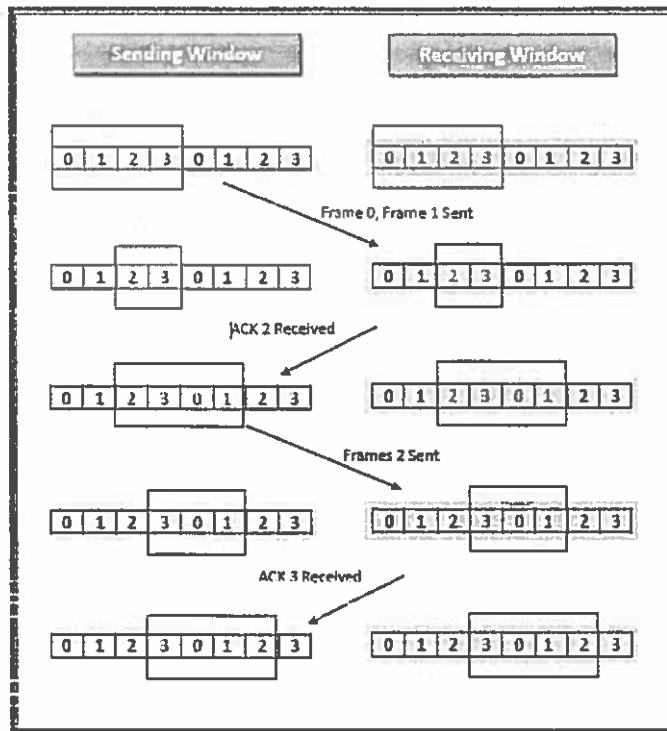 Sending Window Receiving Window
0 1 2 3 0 1 2 3 0 1 2 3 0 1 2 3
Frame 0, Frame 1 Sent
0 1 2 3 0 1 2 3 0 1 2 3 0 1 2 3
ACK 2 Received
0 1 2 3 0 1 2 3 0 1 2 3 0 1 2 3
Frames 2 Sent
0 1 2 3 0 1 2 3 0 1 2 3 0 1 2 3
ACK 3 Received
0 1 2 3 0 1 2 3 0 1 2 3 0 1 2 3